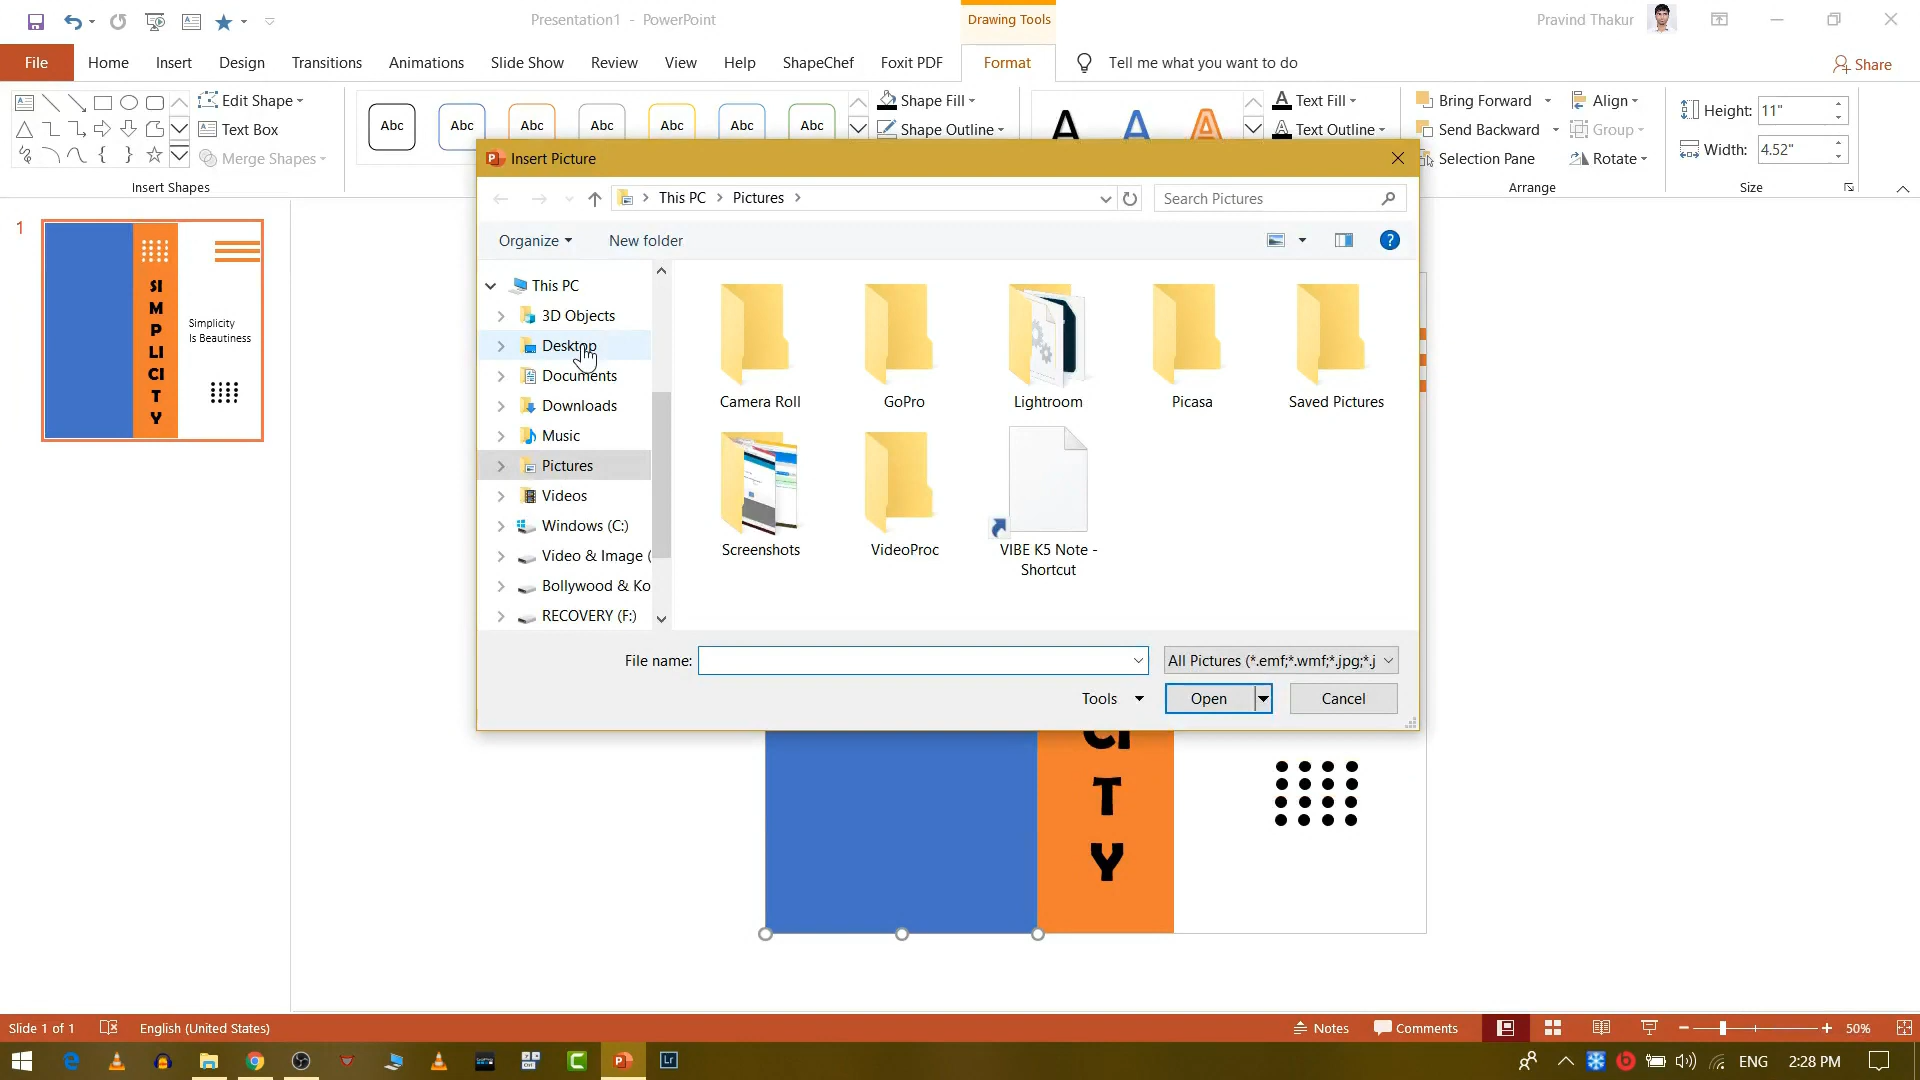 Presentation1 - PowerPoint
Drawing Tools
Pravind Thakur
File Home Insert Design Transitions Animations Slide Show Review View Help ShapeChef Foxit PDF Format Tell me what you want to do Share
Edit Shape
Text Box
Merge Shapes
Insert Shapes
Abc Abc Abc Abc Abc Abc Abc
Shape Fill
Shape Outline
A A A
Text Fill
Text Outline
Bring Forward
Send Backward
Selection Pane
Align
Group
Rotate
Arrange
Height: 11"
Width: 4.52"
Size
1
SI
M
P
LI
CI
T
Y
Simplicity
Is Beautiness
Insert Picture
This PC Pictures
Search Pictures
Organize New folder
This PC
3D Objects
Desktop
Documents
Downloads
Music
Pictures
Videos
Windows (C:)
Video & Image (
Bollywood & Ko
RECOVERY (F:)
Camera Roll
GoPro
Lightroom
Picasa
Saved Pictures
Screenshots
VideoProc
VIBE K5 Note -
Shortcut
File name:
All Pictures (*.emf;*.wmf;*.jpg;*.j
Tools Open Cancel
CI
T
Y
Slide 1 of 1 English (United States) Notes Comments 50%
Lr
ENG 2:28 PM